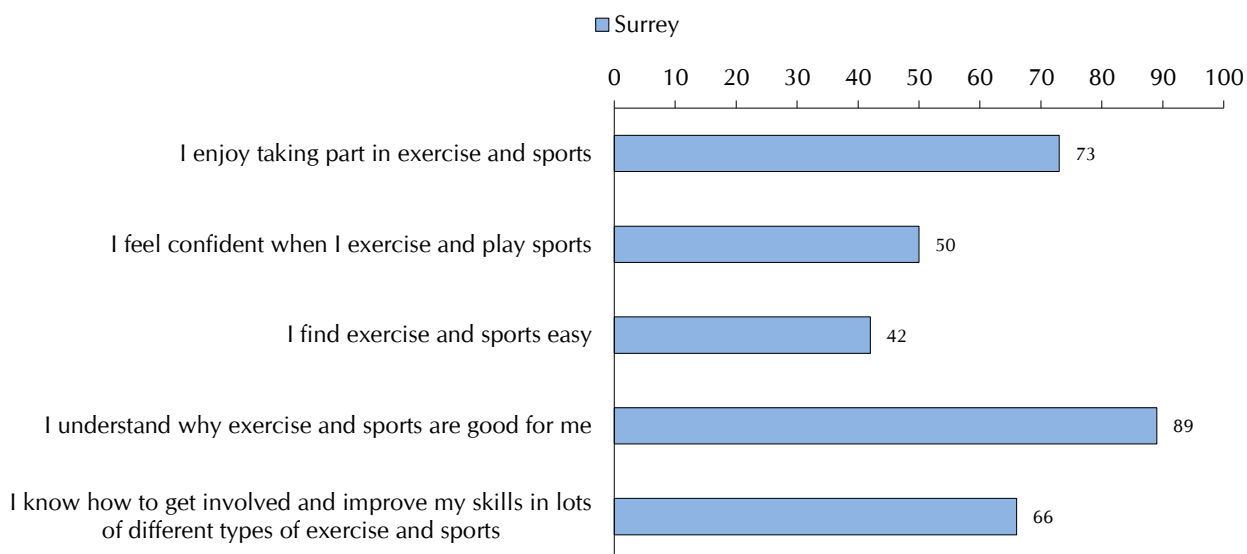 Surrey
0 10 20 30 40 50 60 70 80 90 100
I enjoy taking part in exercise and sports 73
I feel confident when I exercise and play sports 50
I find exercise and sports easy 42
I understand why exercise and sports are good for me 89
I know how to get involved and improve my skills in lots
of different types of exercise and sports 66